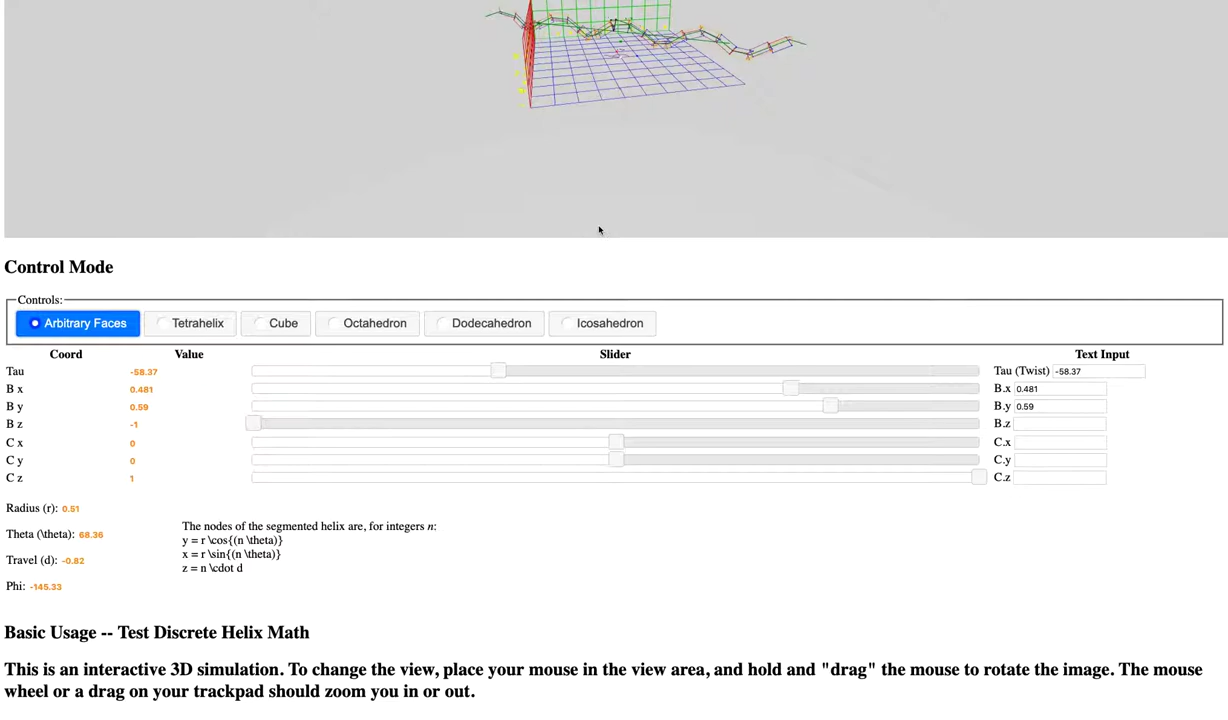 Control Mode
Controls:
Arbitrary Faces Tetrahelix Cube Octahedron Dodecahedron Icosahedron
Coord Value Slider Text Input
Tau -58.37 Tau (Twist) -58.37
B x 0.481 B.x 0.481
B y 0.59 B.y 0.59
B z -1 B.z
C x 0 C.x
C y 0 C.y
C z 1 C.z
Radius (r): 0.51
Theta (\theta): 68.36
Travel (d): -0.82
Phi: -145.33
The nodes of the segmented helix are, for integers n:
y = r \cos{(n \theta)}
x = r \sin{(n \theta)}
z = n \cdot d
Basic Usage -- Test Discrete Helix Math
This is an interactive 3D simulation. To change the view, place your mouse in the view area, and hold and "drag" the mouse to rotate the image. The mouse
wheel or a drag on your trackpad should zoom you in or out.